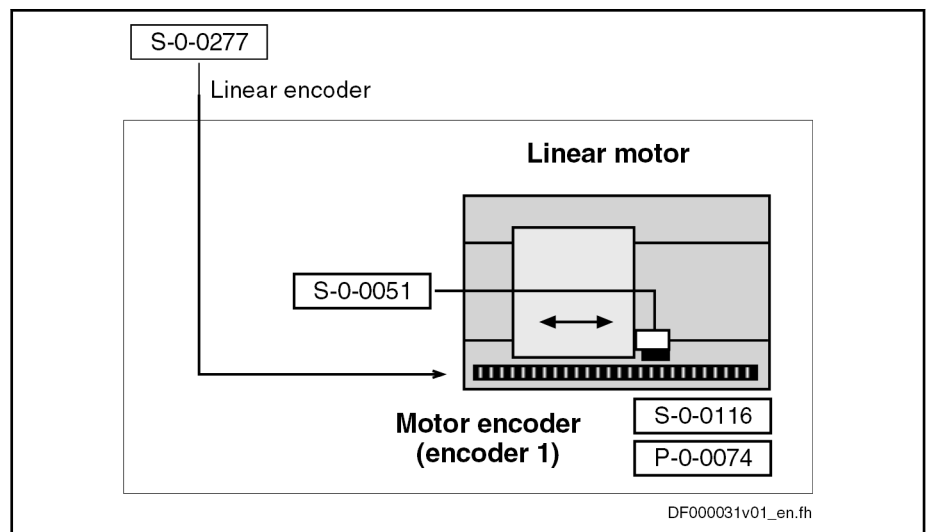 S-0-0277
Linear encoder
Linear motor
S-0-0051
Motor encoder
(encoder 1)
S-0-0116
P-0-0074
DF000031v01_en.fh